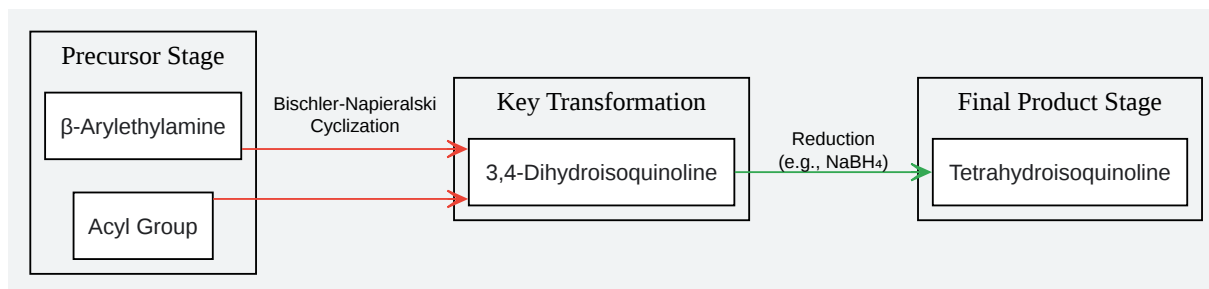 Precursor Stage
β-Arylethylamine
Acyl Group
Bischler-Napieralski
Cyclization
Key Transformation
3,4-Dihydroisoquinoline
Reduction
(e.g., NaBH₄)
Final Product Stage
Tetrahydroisoquinoline